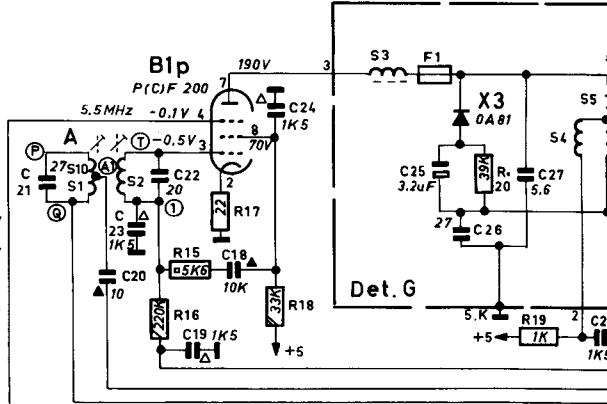 B1p
P(C)F 200
190V
7
3
S3
F1
C24
1K5
5.5MHz
-0.1V
4
8
70V
X3
OA81
S5
S4
A
P
T
-0.5V
3
A1
C
21
27
S10
S1
S2
C22
20
2
22
R17
C25
3.2uF
39K
R.
20
C27
5.6
Q
1
C
23
1K5
27
C26
C20
10
R15
5K6
C18
10K
33K
R18
Det. G
5.K
2
R16
220K
C19
1K5
+5
+5
R19
1K
C2
1K5